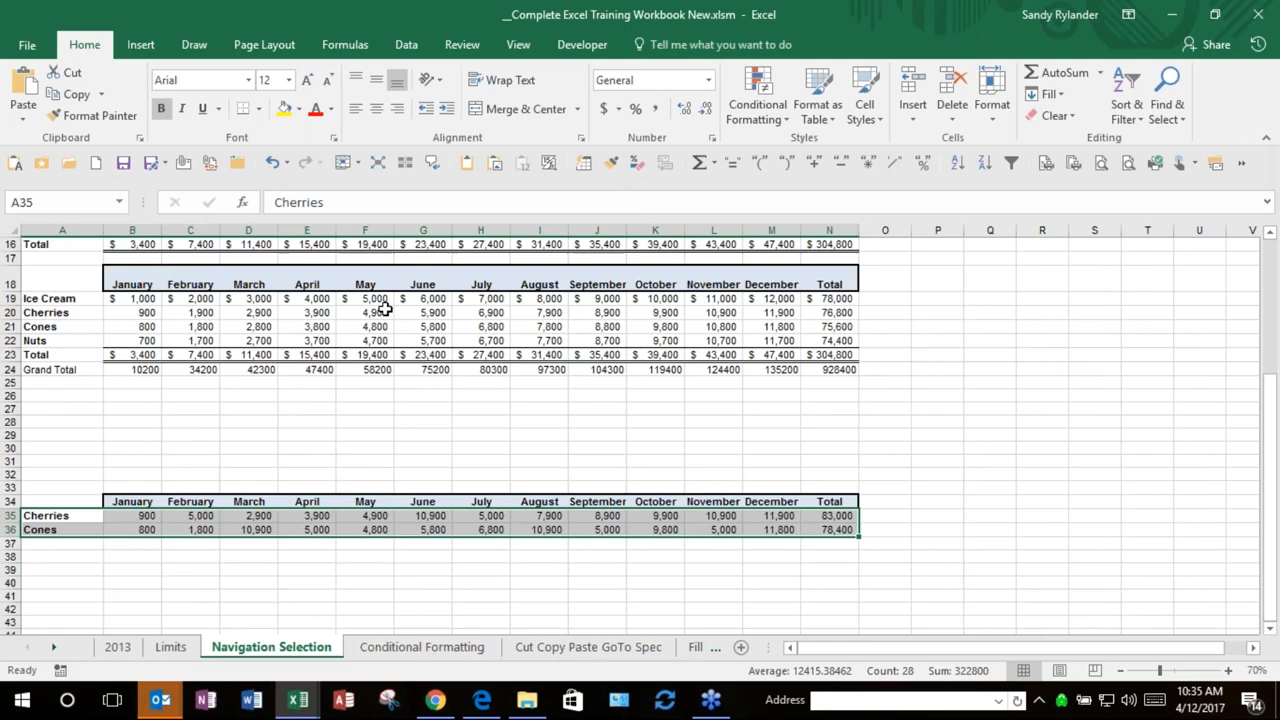 __Complete Excel Training Workbook New.xlsm - Excel
Sandy Rylander
File Home Insert Draw Page Layout Formulas Data Review View Developer Tell me what you want to do Share
Paste
Cut
Copy
Format Painter
Arial 12
B I U
Wrap Text
Merge & Center
General
$ % ,
Conditional Formatting
Format as Table
Cell Styles
Insert Delete Format
AutoSum
Fill
Clear
Sort & Filter
Find & Select
Clipboard Font Alignment Number Styles Cells Editing
A35 fx Cherries
A B C D E F G H I J K L M N O P Q R S T U V
16 Total $ 3,400 $ 7,400 $ 11,400 $ 15,400 $ 19,400 $ 23,400 $ 27,400 $ 31,400 $ 35,400 $ 39,400 $ 43,400 $ 47,400 $ 304,800
17
18 January February March April May June July August September October November December Total
19 Ice Cream $ 1,000 $ 2,000 $ 3,000 $ 4,000 $ 5,000 $ 6,000 $ 7,000 $ 8,000 $ 9,000 $ 10,000 $ 11,000 $ 12,000 $ 78,000
20 Cherries 900 1,900 2,900 3,900 4,900 5,900 6,900 7,900 8,900 9,900 10,900 11,900 76,800
21 Cones 800 1,800 2,800 3,800 4,800 5,800 6,800 7,800 8,800 9,800 10,800 11,800 75,600
22 Nuts 700 1,700 2,700 3,700 4,700 5,700 6,700 7,700 8,700 9,700 10,700 11,700 74,400
23 Total $ 3,400 $ 7,400 $ 11,400 $ 15,400 $ 19,400 $ 23,400 $ 27,400 $ 31,400 $ 35,400 $ 39,400 $ 43,400 $ 47,400 $ 304,800
24 Grand Total 10200 34200 42300 47400 58200 75200 80300 97300 104300 119400 124400 135200 928400
25
26
27
28
29
30
31
32
33
34 January February March April May June July August September October November December Total
35 Cherries 900 5,000 2,900 3,900 4,900 10,900 5,000 7,900 8,900 9,900 10,900 11,900 83,000
36 Cones 800 1,800 10,900 5,000 4,800 5,800 6,800 10,900 5,000 9,800 5,000 11,800 78,400
37
38
39
40
41
42
43
2013 Limits Navigation Selection Conditional Formatting Cut Copy Paste GoTo Spec Fill ...
Ready Average: 12415.38462 Count: 28 Sum: 322800 70%
Address
10:35 AM
4/12/2017
14